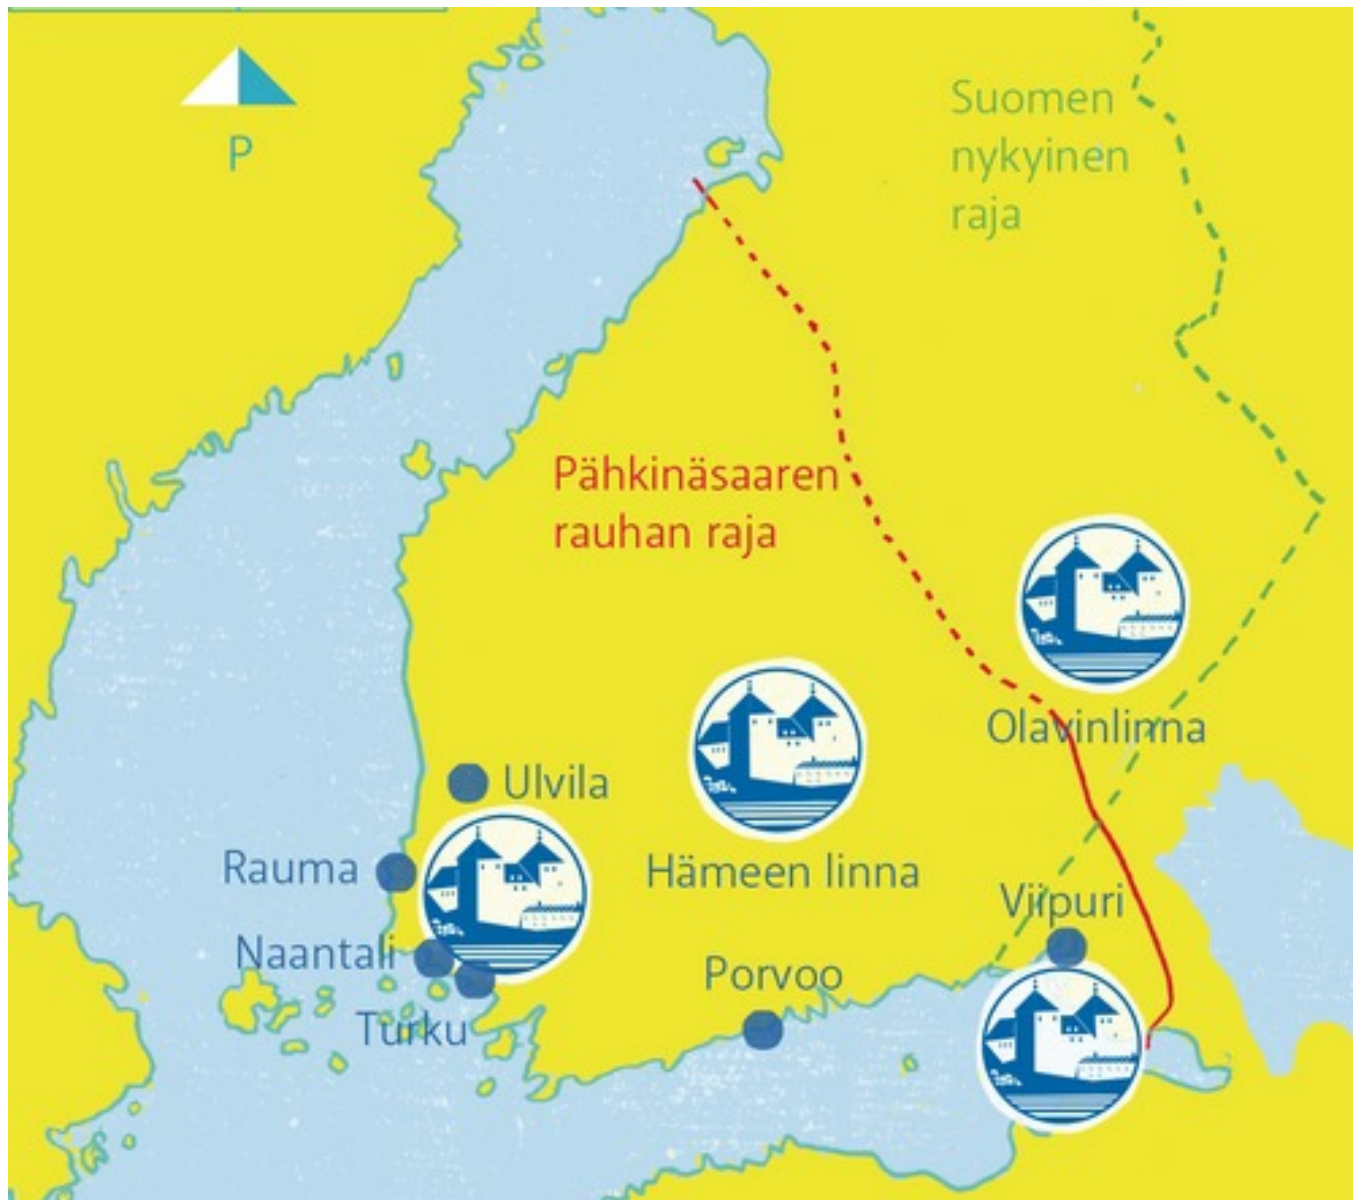 P
Suomen
nykyinen
raja
Pähkinäsaaren
rauhan raja
Olavinlinna
Ulvila
Rauma
Hämeen linna
Viipuri
Naantali
Porvoo
Turku